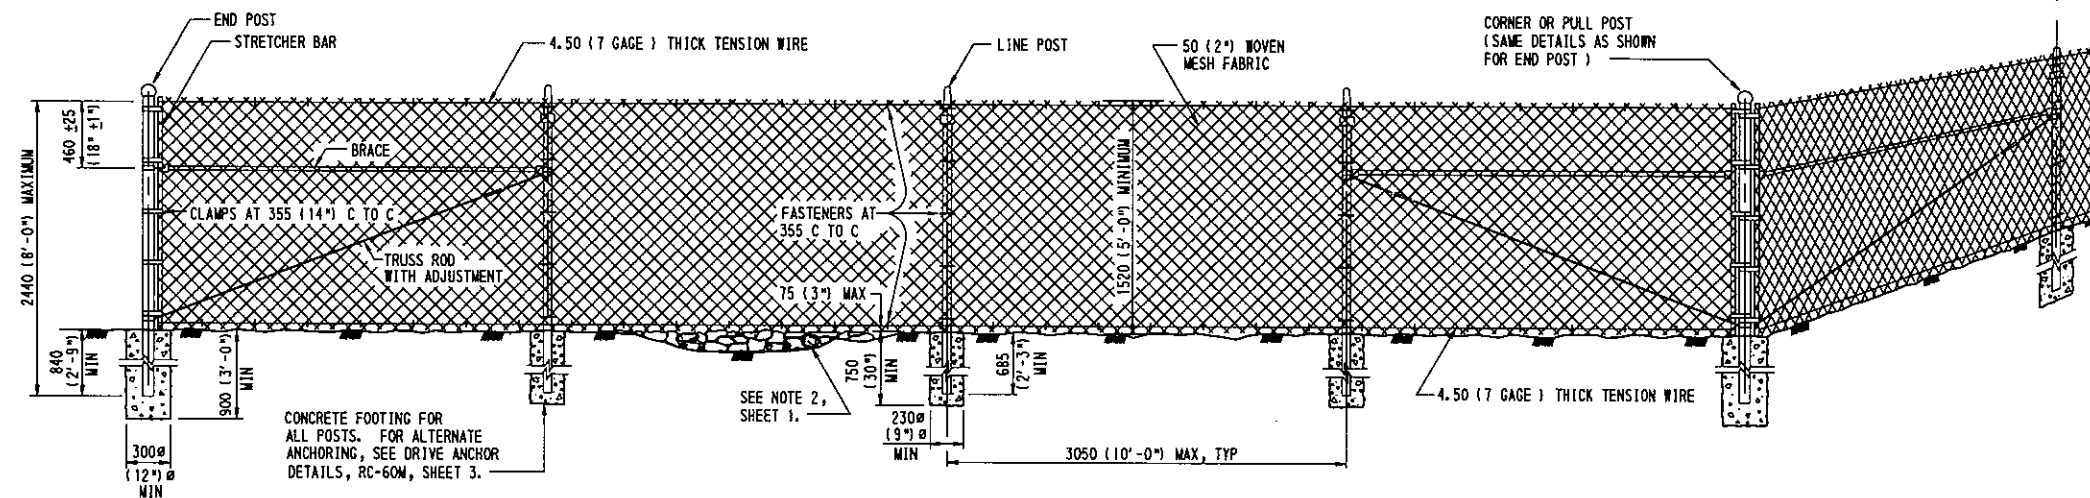 END POST
STRETCHER BAR
4.50 (7 GAGE ) THICK TENSION WIRE
LINE POST
50 (2") WOVEN
MESH FABRIC
CORNER OR PULL POST
(SAME DETAILS AS SHOWN
FOR END POST )
2440 (8'-0") MAXIMUM
460 ±25
(18" ±1")
BRACE
CLAMPS AT 355 (14") C TO C
TRUSS ROD
WITH ADJUSTMENT
FASTENERS AT
355 C TO C
1520 (5'-0") MINIMUM
75 (3") MAX
840
(2'-9")
MIN
900 (3'-0")
MIN
750
(30")
MIN
685
(2'-3")
MIN
SEE NOTE 2,
SHEET 1.
4.50 (7 GAGE ) THICK TENSION WIRE
CONCRETE FOOTING FOR
ALL POSTS. FOR ALTERNATE
ANCHORING, SEE DRIVE ANCHOR
DETAILS, RC-60M, SHEET 3.
300ø
(12")ø
MIN
230ø
(9")ø
MIN
3050 (10'-0") MAX, TYP